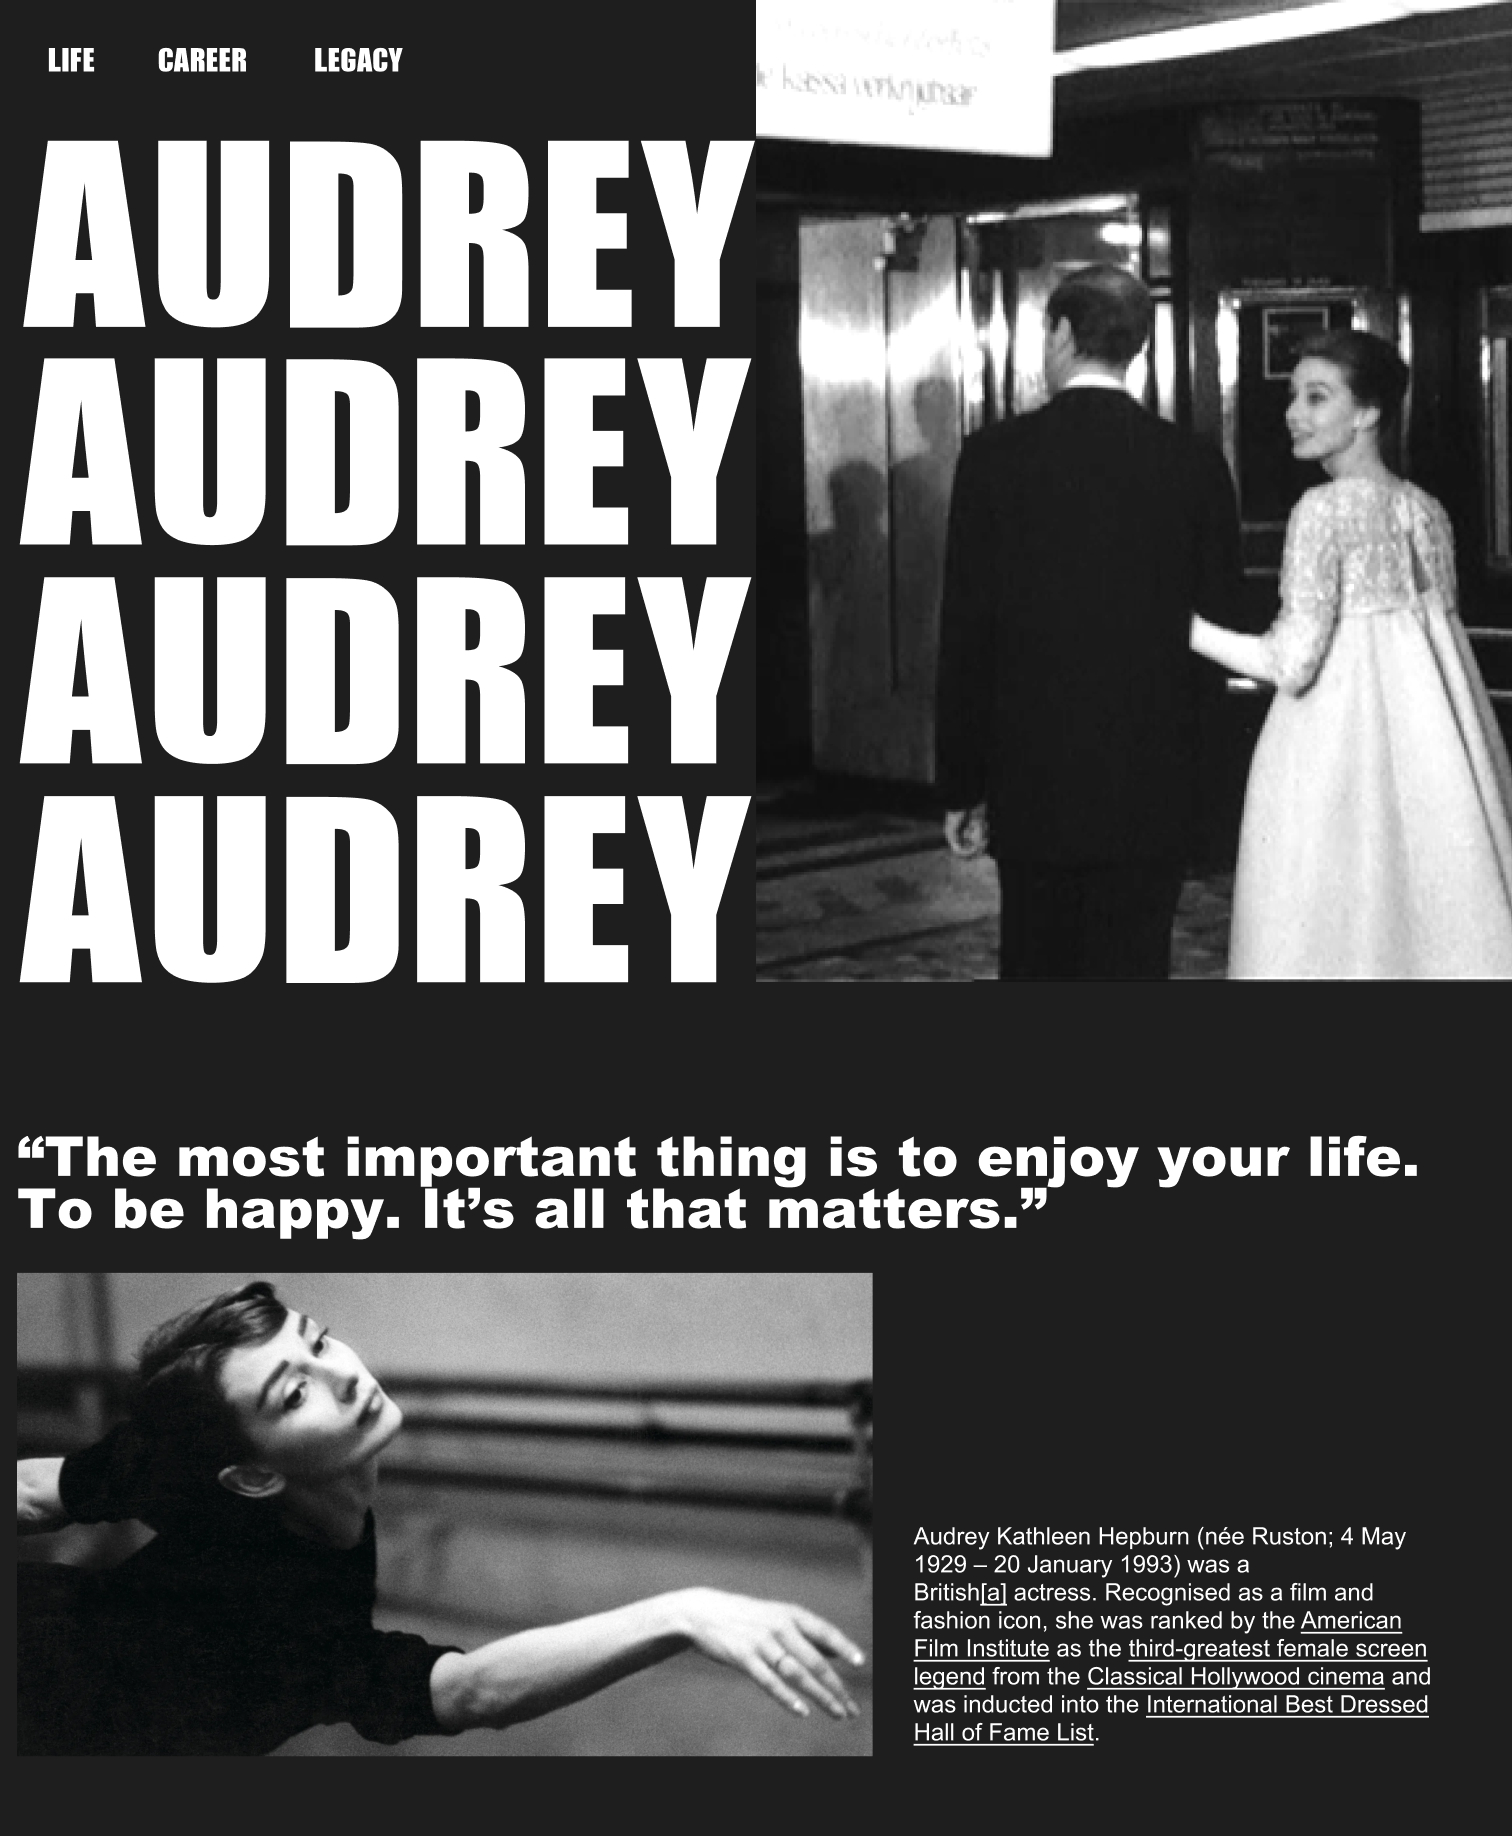 LIFE CAREER LEGACY
AUDREY
AUDREY
AUDREY
AUDREY
“The most important thing is to enjoy your life.
To be happy. It’s all that matters.”
Audrey Kathleen Hepburn (née Ruston; 4 May
1929 – 20 January 1993) was a
British[a] actress. Recognised as a film and
fashion icon, she was ranked by the American
Film Institute as the third-greatest female screen
legend from the Classical Hollywood cinema and
was inducted into the International Best Dressed
Hall of Fame List.